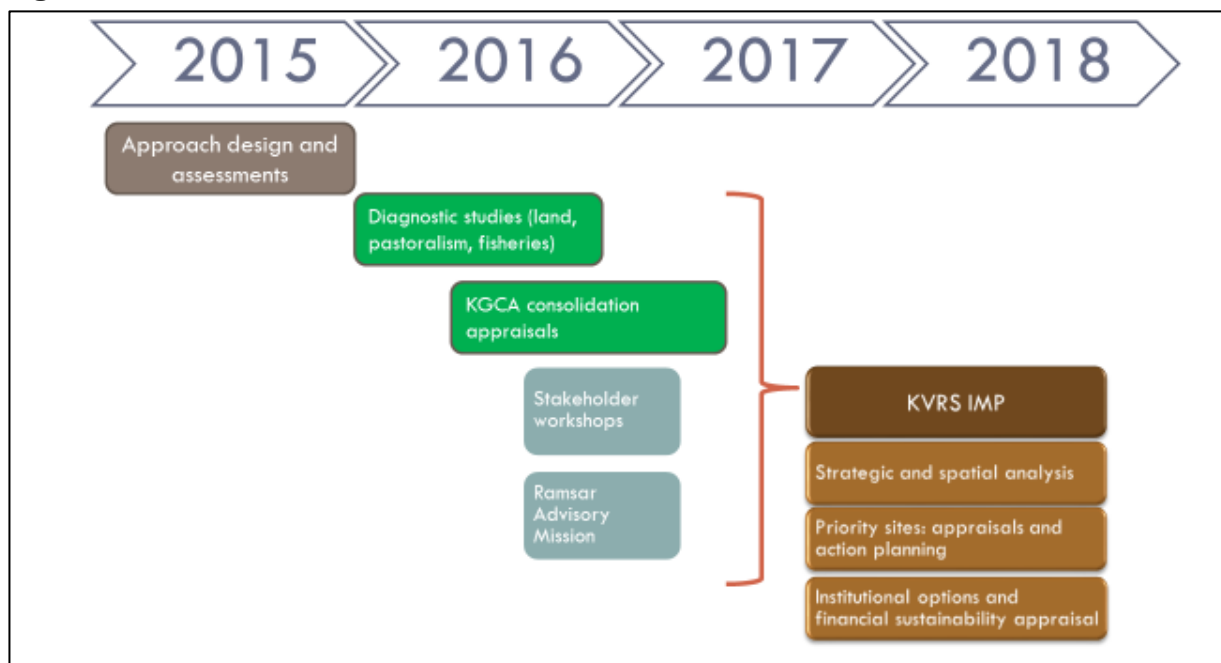 2015 2016 2017 2018
Approach design and
assessments
Diagnostic studies (land,
pastoralism, fisheries)
KGCA consolidation
appraisals
Stakeholder
workshops
Ramsar
Advisory
Mission
KVRS IMP
Strategic and spatial analysis
Priority sites: appraisals and
action planning
Institutional options and
financial sustainability appraisal